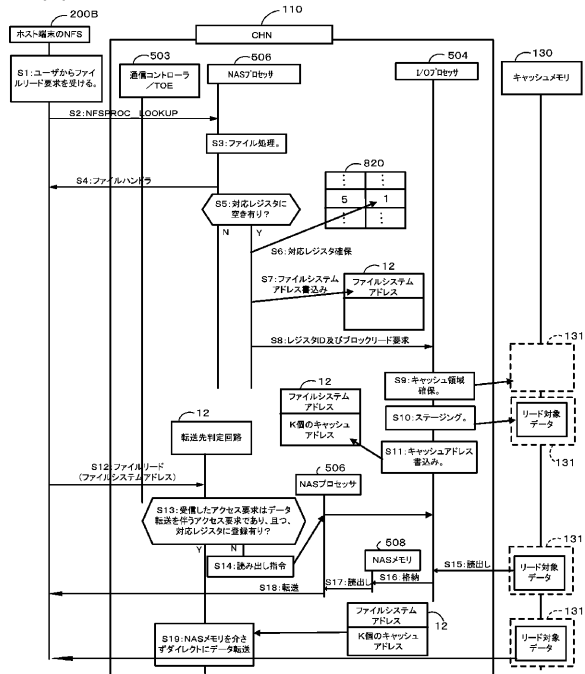 200B
110
ホスト端末のNFS
CHN
503
506
504
130
S1:ユーザからファイ
ルリード要求を受ける。
通信コントローラ
/TOE
NASプロセッサ
I/Oプロセッサ
キャッシュメモリ
S2:NFSPROC_LOOKUP
S3:ファイル処理。
S4:ファイルハンドラ
820
S5:対応レジスタに
空き有り?
⋮ ⋮
5 1
⋮ ⋮
N Y
S6:対応レジスタ確保
S7:ファイルシステム
アドレス書込み
12
ファイルシステム
アドレス
S8:レジスタID及びブロックリード要求
131
S9:キャッシュ領域
確保。
12
ファイルシステム
アドレス
K個のキャッシュ
アドレス
S10:ステージング。
リード対象
データ
131
S11:キャッシュアドレス
書込み。
12
転送先判定回路
S12:ファイルリード
(ファイルシステムアドレス)
506
NASプロセッサ
S13:受信したアクセス要求はデータ
転送を伴うアクセス要求であり、且つ、
対応レジスタに登録有り?
Y N
S14:読み出し指令
508
NASメモリ
131
S15:読出し
リード対象
データ
S16:格納
S17:読出し
S18:転送
131
ファイルシステム
アドレス
K個のキャッシュ
アドレス
12
S19:NASメモリを介さ
ずダイレクトにデータ転送
リード対象
データ